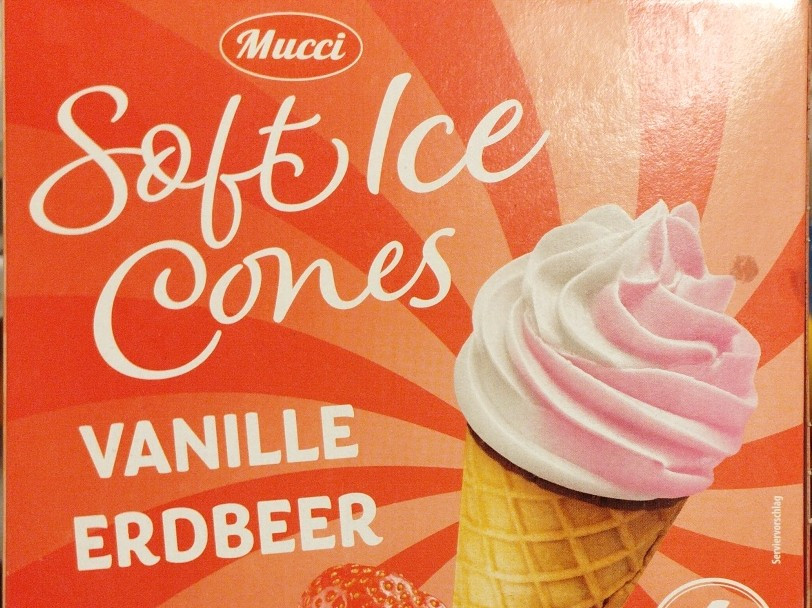 Mucci
Soft Ice
Cones
VANILLE
ERDBEER
Serviervorschlag